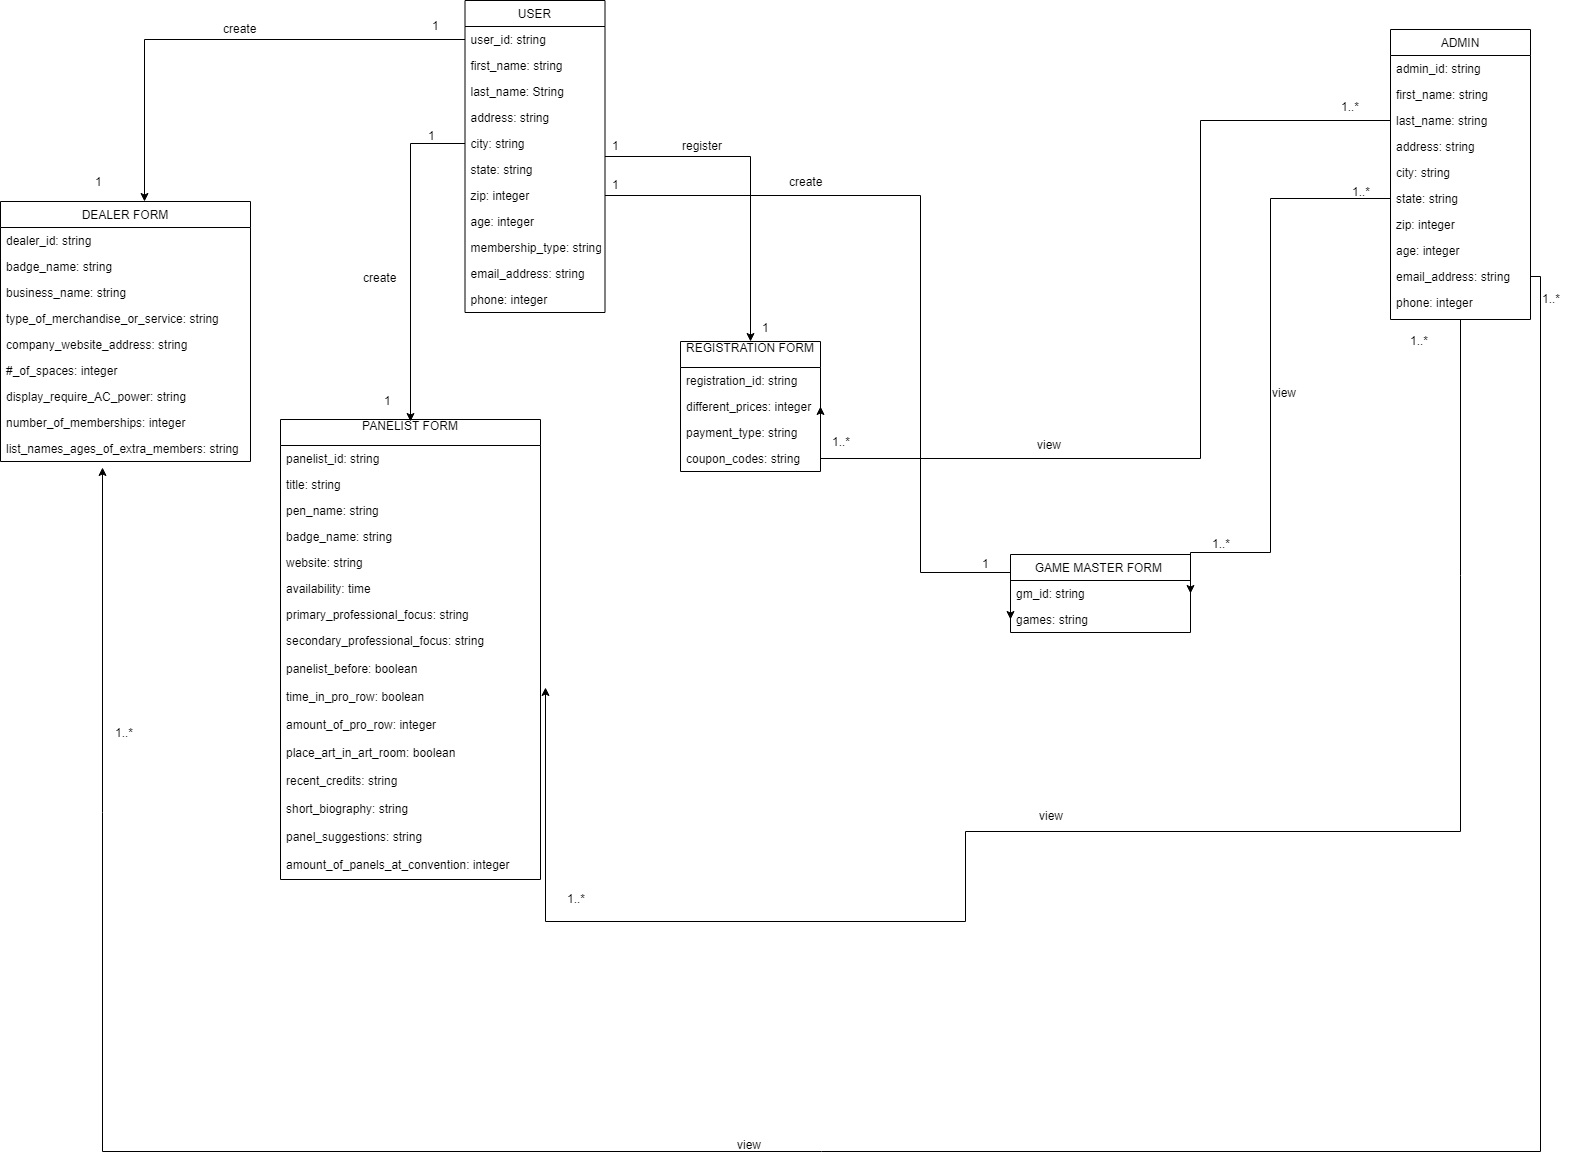 USER
user_id: string
first_name: string
last_name: String
address: string
city: string
state: string
zip: integer
age: integer
membership_type: string
email_address: string
phone: integer
ADMIN
admin_id: string
first_name: string
last_name: string
address: string
city: string
state: string
zip: integer
age: integer
email_address: string
phone: integer
create
1
1
1
create
1
1
register
1
1
create
1
1..*
view
1..*
1..*
view
1..*
1..*
view
1..*
1..*
view
1..*
DEALER FORM
dealer_id: string
badge_name: string
business_name: string
type_of_merchandise_or_service: string
company_website_address: string
#_of_spaces: integer
display_require_AC_power: string
number_of_memberships: integer
list_names_ages_of_extra_members: string
PANELIST FORM
panelist_id: string
title: string
pen_name: string
badge_name: string
website: string
availability: time
primary_professional_focus: string
secondary_professional_focus: string
panelist_before: boolean
time_in_pro_row: boolean
amount_of_pro_row: integer
place_art_in_art_room: boolean
recent_credits: string
short_biography: string
panel_suggestions: string
amount_of_panels_at_convention: integer
REGISTRATION FORM
registration_id: string
different_prices: integer
payment_type: string
coupon_codes: string
GAME MASTER FORM
gm_id: string
games: string